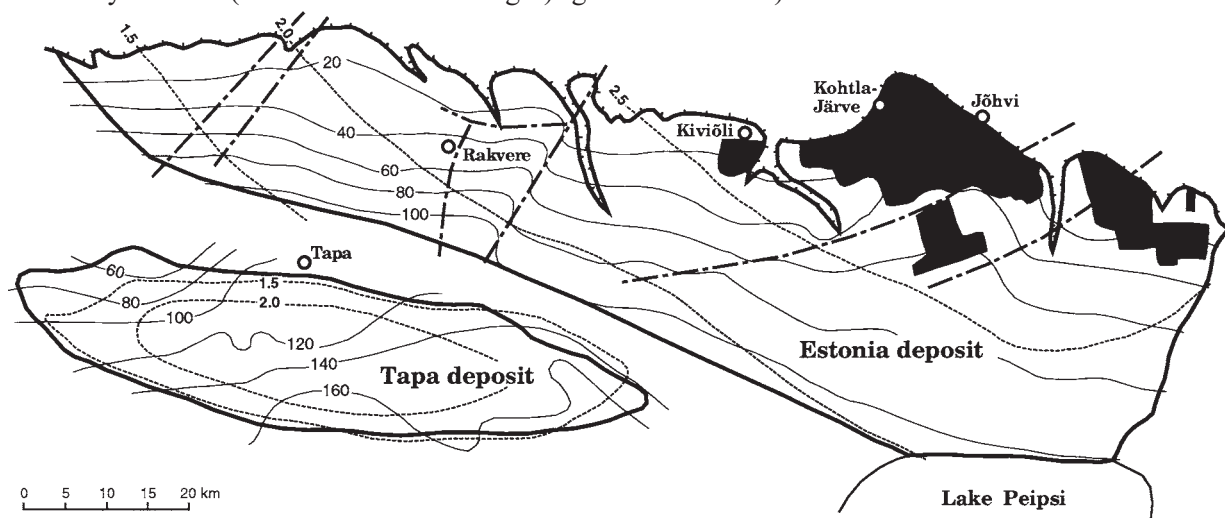 1.5
2.0
20
2.5
Kohtla-
Järve
Jõhvi
Kiviõli
40
Rakvere
60
80
100
Tapa
60
1.5
80
2.0
100
120
Estonia deposit
140
Tapa deposit
160
0 5 10 15 20 km
Lake Peipsi